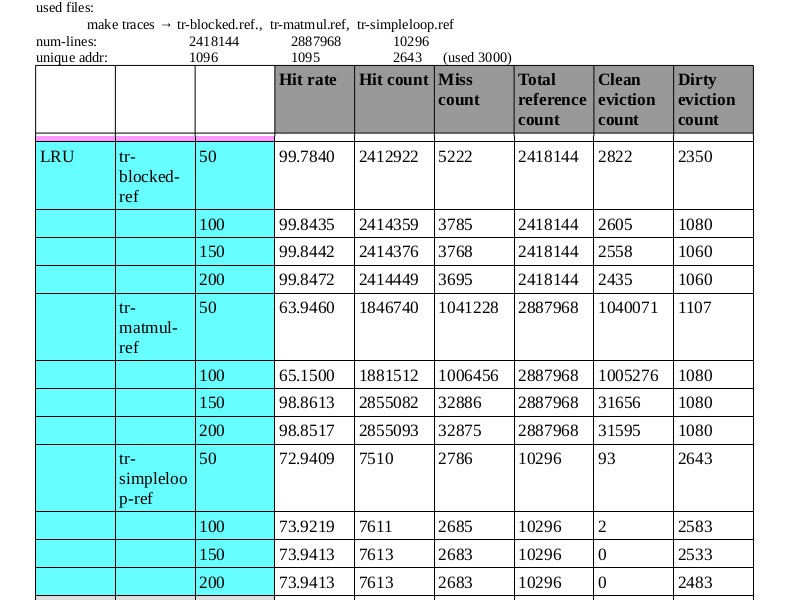 used files:
make traces → tr-blocked.ref., tr-matmul.ref, tr-simpleloop.ref
num-lines: 2418144 2887968 10296
unique addr: 1096 1095 2643 (used 3000)
Hit rate Hit count Miss count Total reference count Clean eviction count Dirty eviction count
LRU tr-blocked-ref 50 99.7840 2412922 5222 2418144 2822 2350
100 99.8435 2414359 3785 2418144 2605 1080
150 99.8442 2414376 3768 2418144 2558 1060
200 99.8472 2414449 3695 2418144 2435 1060
tr-matmul-ref 50 63.9460 1846740 1041228 2887968 1040071 1107
100 65.1500 1881512 1006456 2887968 1005276 1080
150 98.8613 2855082 32886 2887968 31656 1080
200 98.8517 2855093 32875 2887968 31595 1080
tr-simpleloop-ref 50 72.9409 7510 2786 10296 93 2643
100 73.9219 7611 2685 10296 2 2583
150 73.9413 7613 2683 10296 0 2533
200 73.9413 7613 2683 10296 0 2483